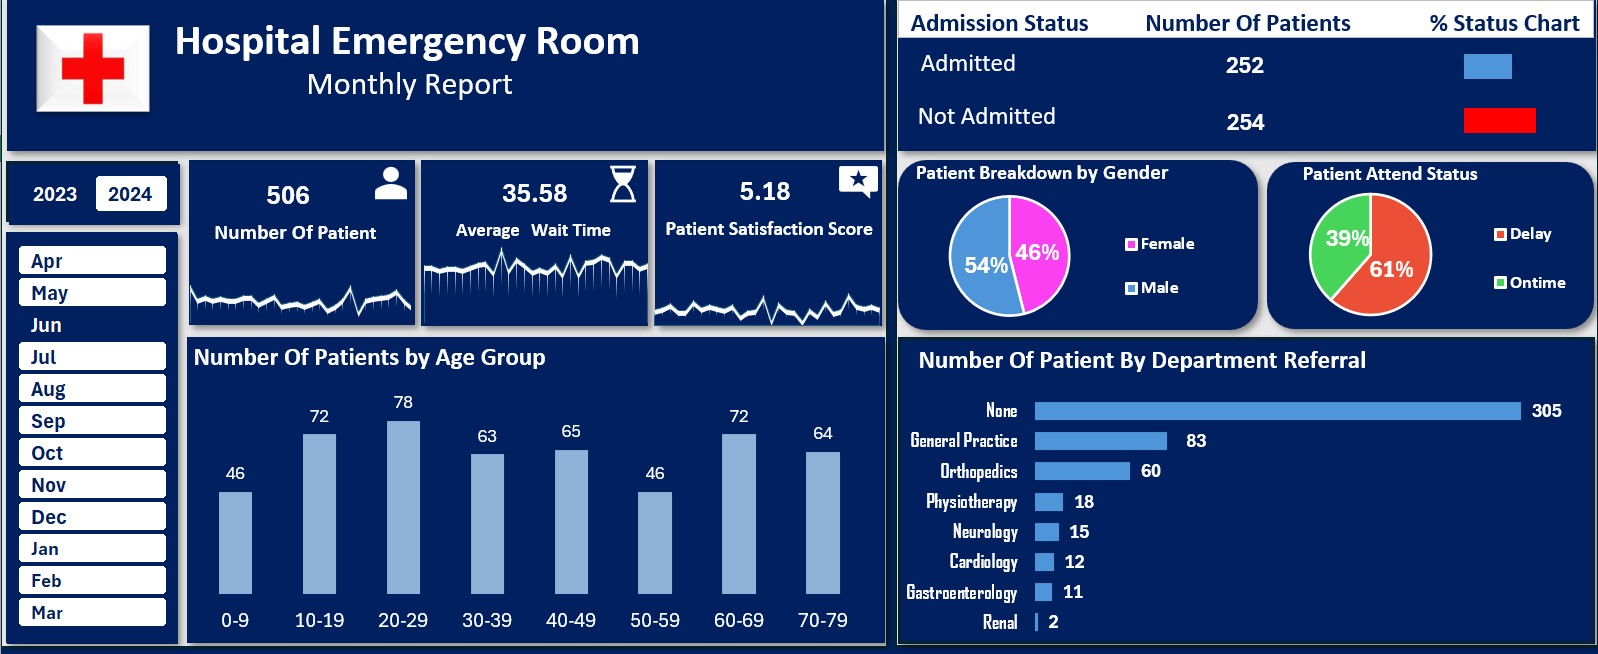 Hospital Emergency Room
Monthly Report
Admission Status Number Of Patients % Status Chart
Admitted 252
Not Admitted 254
2023 2024
Apr
May
Jun
Jul
Aug
Sep
Oct
Nov
Dec
Jan
Feb
Mar
506
Number Of Patient
35.58
Average Wait Time
5.18
Patient Satisfaction Score
Patient Breakdown by Gender
54% 46%
Female
Male
Patient Attend Status
39%
61%
Delay
Ontime
Number Of Patients by Age Group
46 72 78 63 65 46 72 64
0-9 10-19 20-29 30-39 40-49 50-59 60-69 70-79
Number Of Patient By Department Referral
None 305
General Practice 83
Orthopedics 60
Physiotherapy 18
Neurology 15
Cardiology 12
Gastroenterology 11
Renal 2